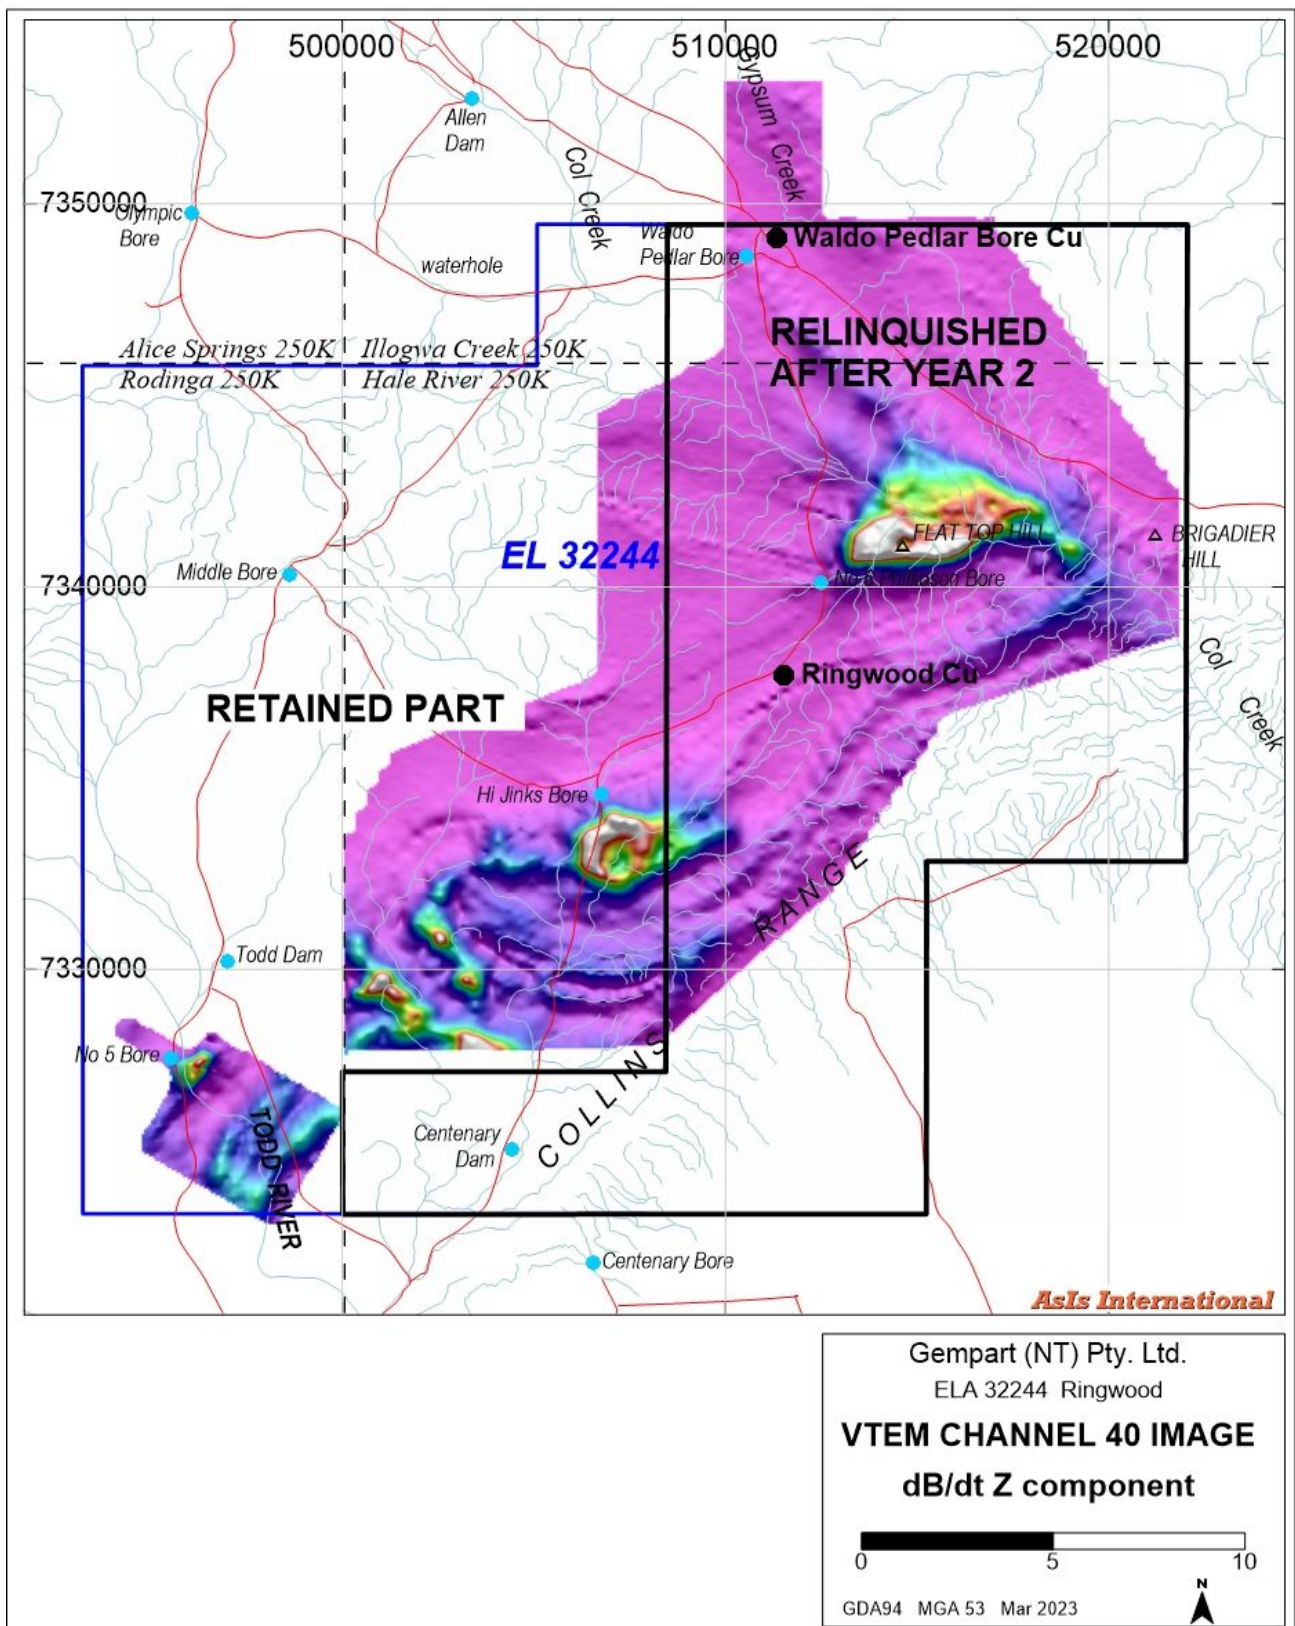 500000
510000
520000
Gypsum Creek
Allen
Dam
Col Creek
7350000
Olympic
Bore
Waldo
Pedlar Bore
Waldo Pedlar Bore Cu
waterhole
RELINQUISHED
AFTER YEAR 2
Alice Springs 250K
Illogwa Creek 250K
Rodinga 250K
Hale River 250K
FLAT TOP HILL
BRIGADIER
HILL
EL 32244
Middle Bore
7340000
No 6 Phillipson Bore
Col Creek
Ringwood Cu
RETAINED PART
Hi Jinks Bore
COLLINS RANGE
Todd Dam
7330000
No 5 Bore
TODD RIVER
Centenary
Dam
Centenary Bore
AsIs International
Gempart (NT) Pty. Ltd.
ELA 32244 Ringwood
VTEM CHANNEL 40 IMAGE
dB/dt Z component
0 5 10
N
GDA94 MGA 53 Mar 2023